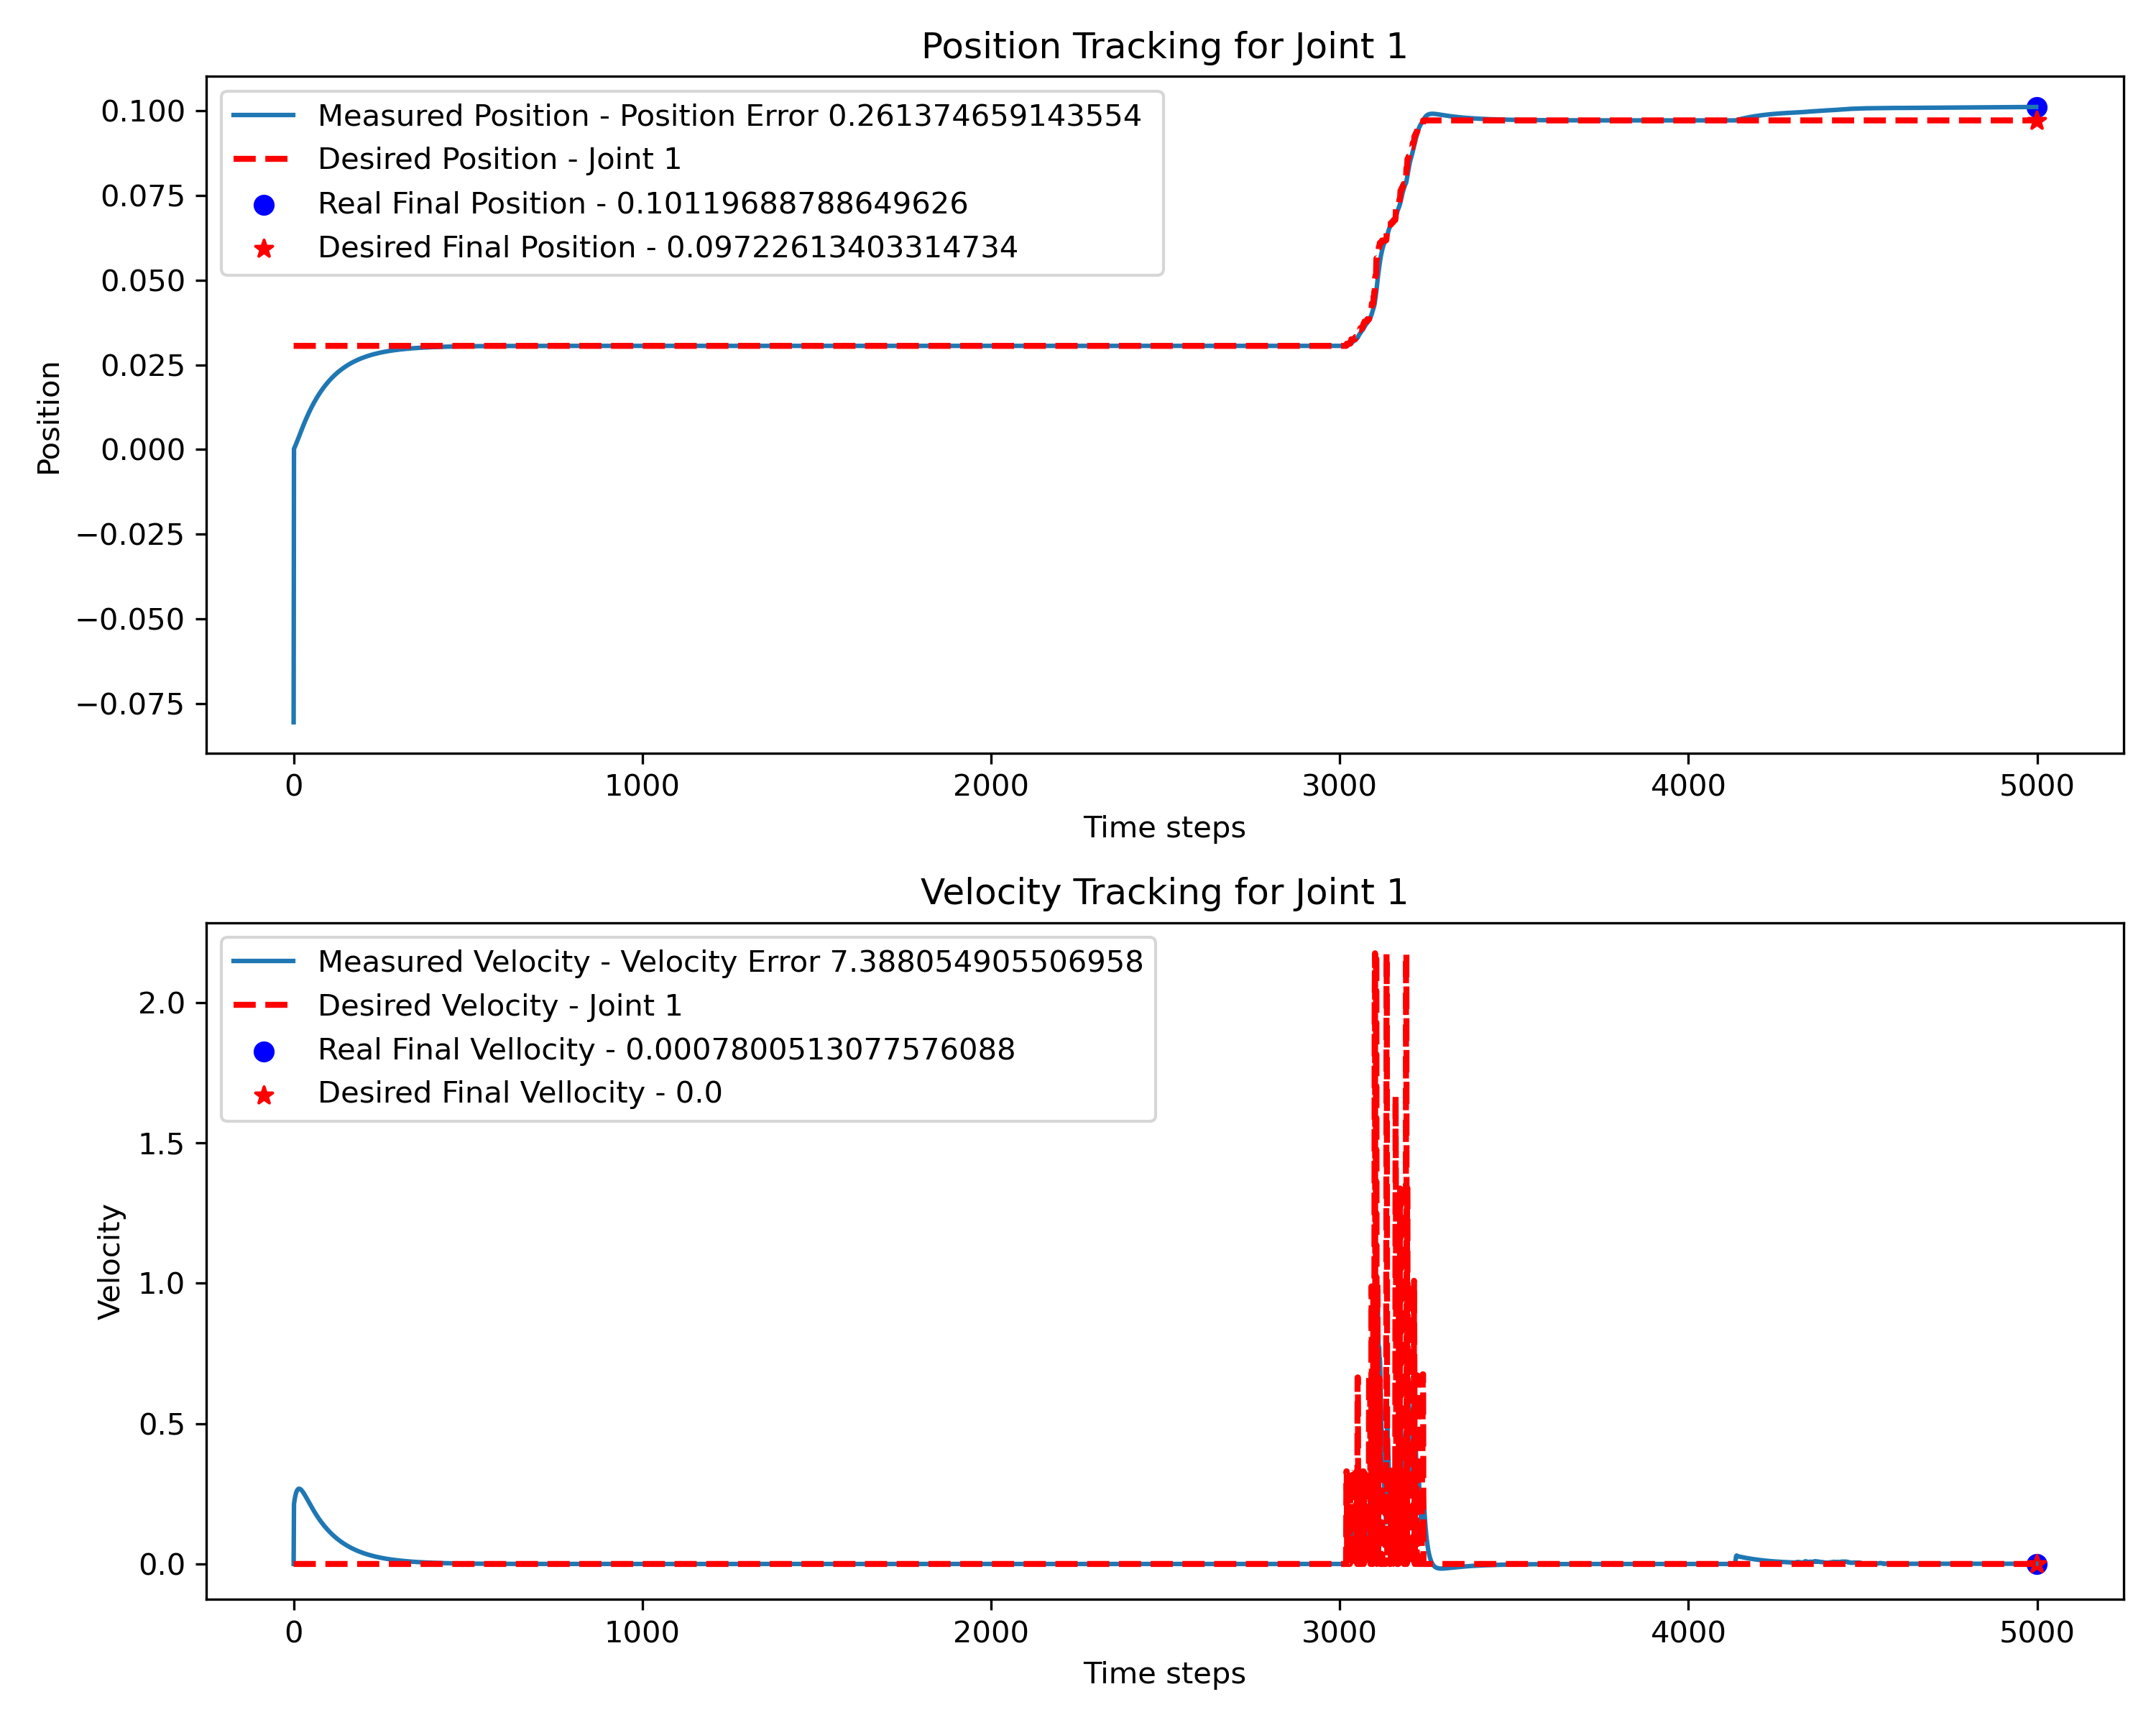 Position Tracking for Joint 1
Measured Position - Position Error 0.261374659143554
Desired Position - Joint 1
Real Final Position - 0.10119688788649626
Desired Final Position - 0.09722613403314734
0.100
0.075
0.050
0.025
0.000
−0.025
−0.050
−0.075
Position
0 1000 2000 3000 4000 5000
Time steps
Velocity Tracking for Joint 1
Measured Velocity - Velocity Error 7.388054905506958
Desired Velocity - Joint 1
Real Final Vellocity - 0.0007800513077576088
Desired Final Vellocity - 0.0
2.0
1.5
1.0
0.5
0.0
Velocity
0 1000 2000 3000 4000 5000
Time steps